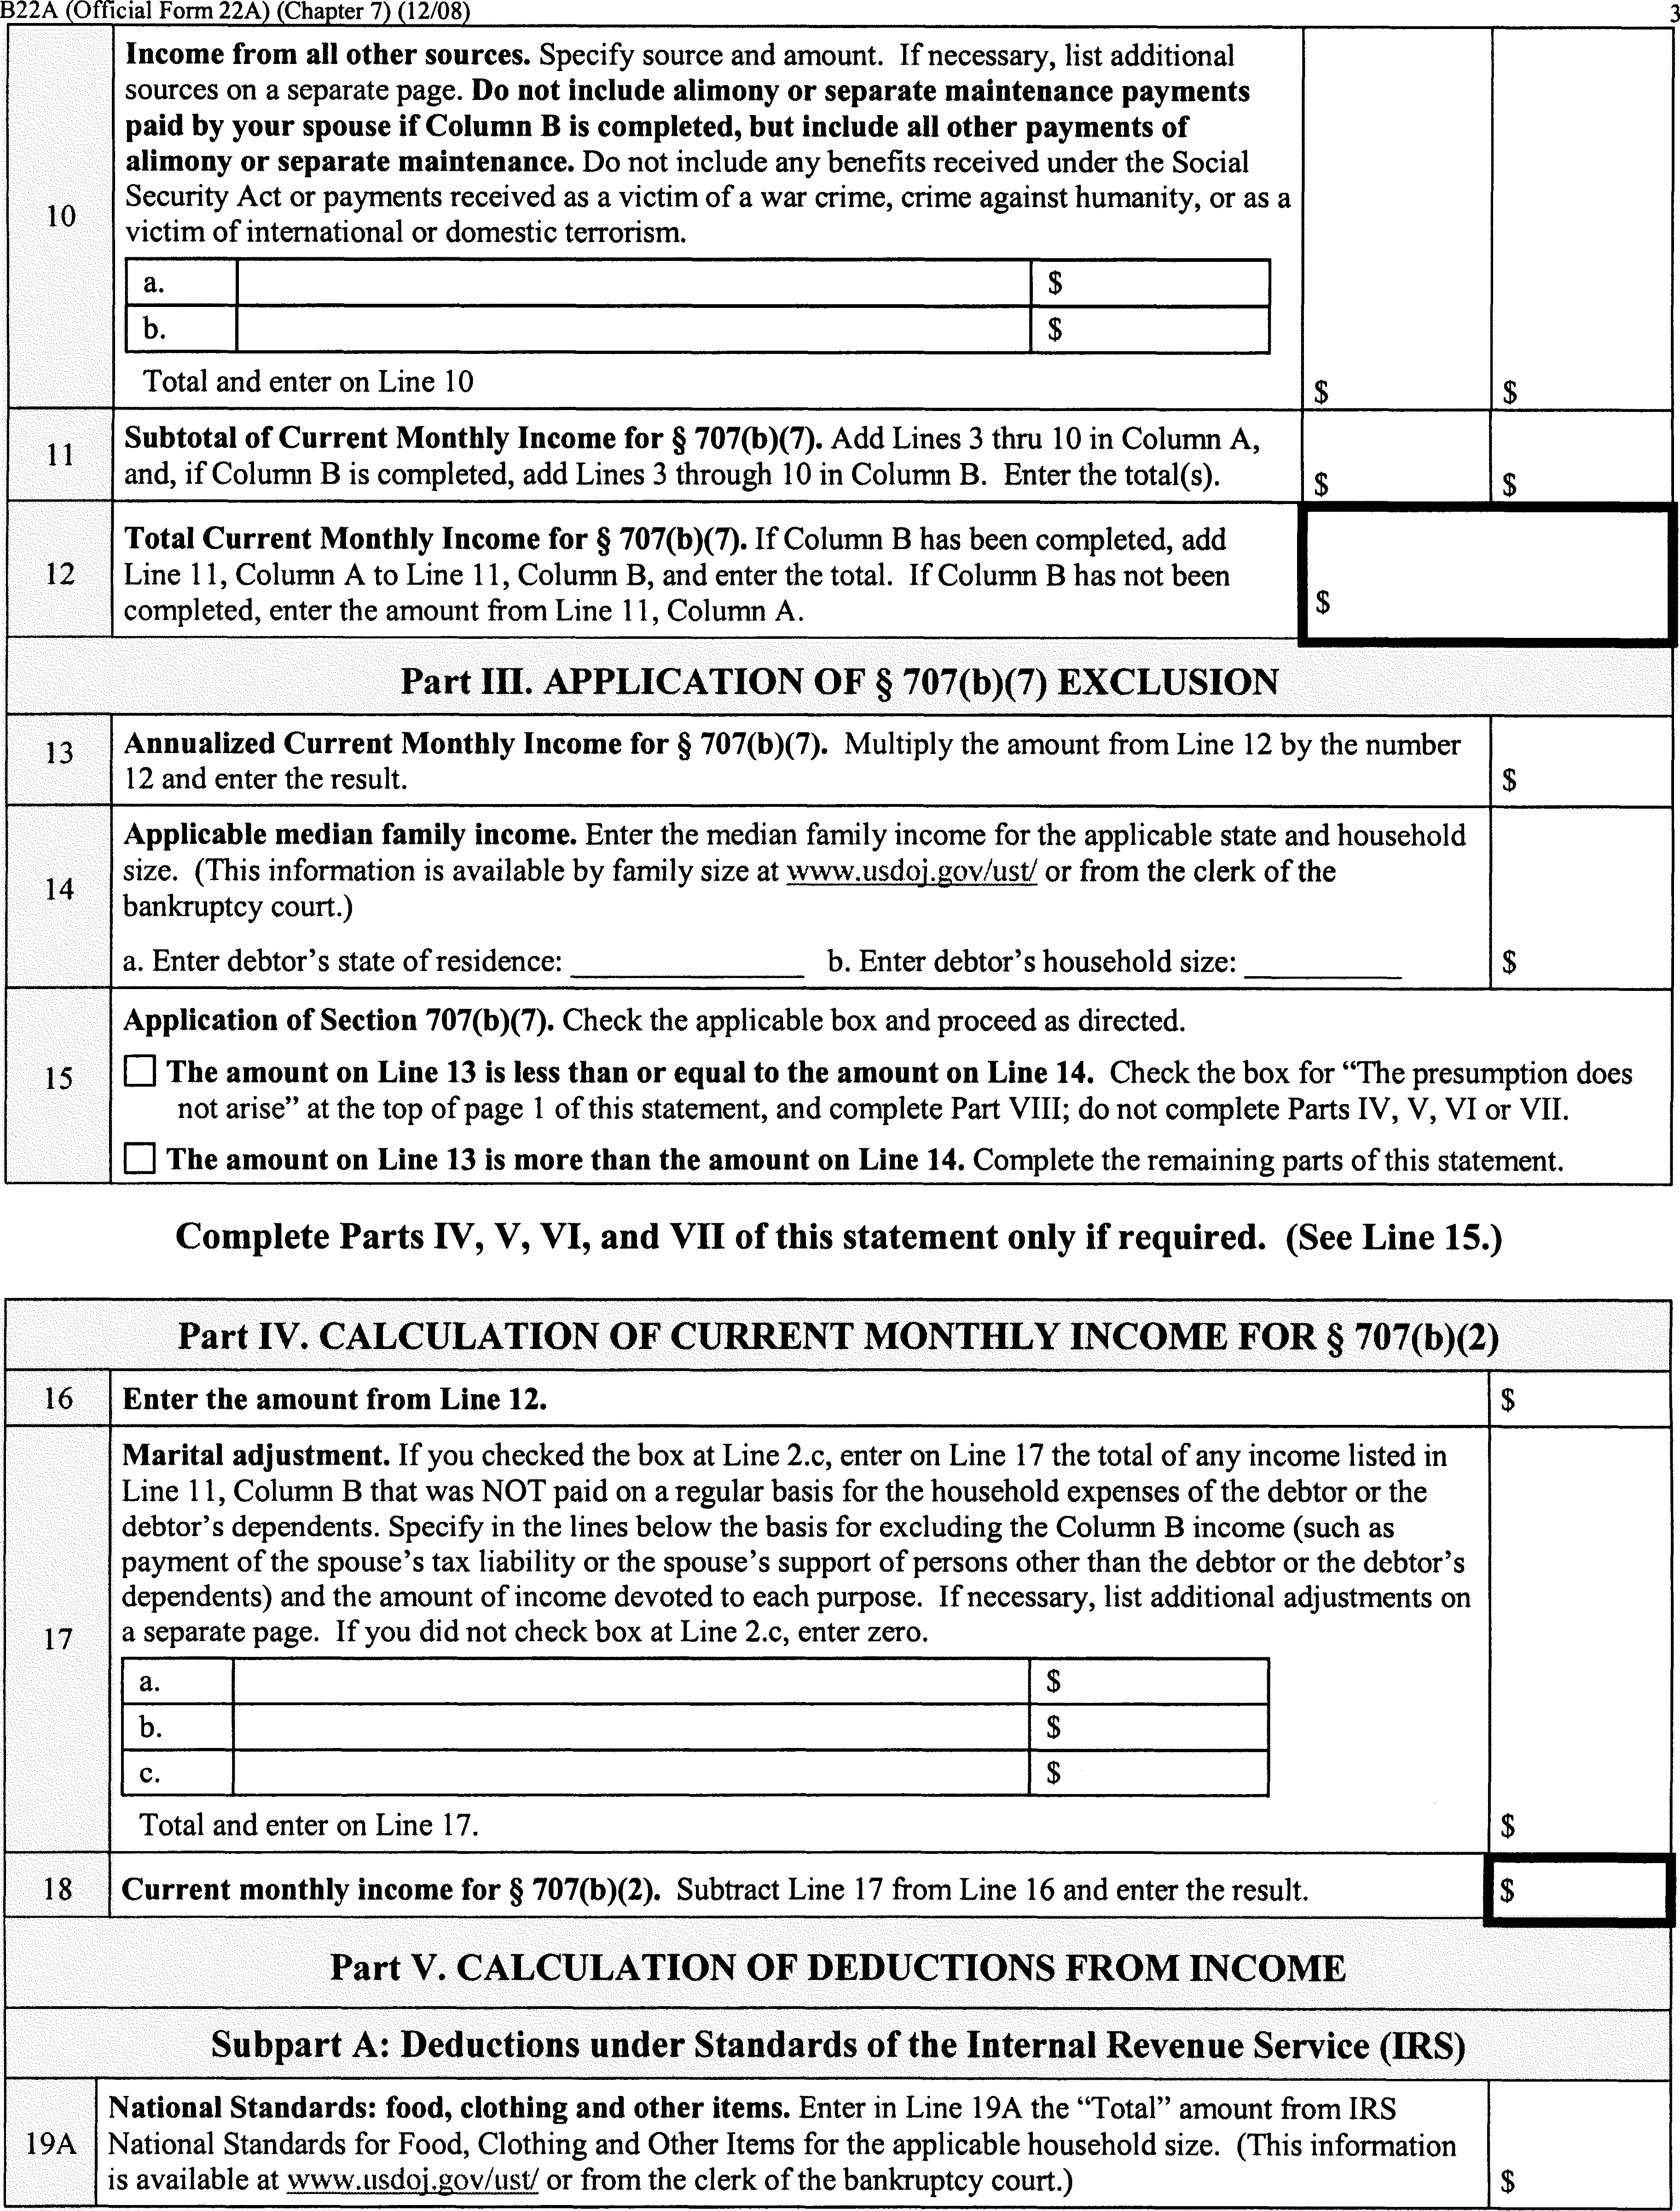 B22A (Official Form 22A) (Chapter 7) (12/08) 3
Income from all other sources. Specify source and amount. If necessary, list additional
sources on a separate page. Do not include alimony or separate maintenance payments
paid by your spouse if Column B is completed, but include all other payments of
alimony or separate maintenance. Do not include any benefits received under the Social
Security Act or payments received as a victim of a war crime, crime against humanity, or as a
10
victim of international or domestic terrorism.
a. $
b. $
Total and enter on Line 10 $ $
11 Subtotal of Current Monthly Income for § 707(b)(7). Add Lines 3 thru 10 in Column A,
and, if Column B is completed, add Lines 3 through 10 in Column B. Enter the total(s). $ $
Total Current Monthly Income for § 707(b)(7). If Column B has been completed, add
12 Line 11, Column A to Line 11, Column B, and enter the total. If Column B has not been
completed, enter the amount from Line 11, Column A. $
Part III. APPLICATION OF § 707(b)(7) EXCLUSION
13 Annualized Current Monthly Income for § 707(b)(7). Multiply the amount from Line 12 by the number
12 and enter the result. $
Applicable median family income. Enter the median family income for the applicable state and household
size. (This information is available by family size at www.usdoj.gov/ust/ or from the clerk of the
14
bankruptcy court.)
a. Enter debtor’s state of residence: _______________ b. Enter debtor’s household size: __________ $
Application of Section 707(b)(7). Check the applicable box and proceed as directed.
15 ☐ The amount on Line 13 is less than or equal to the amount on Line 14. Check the box for “The presumption does
not arise” at the top of page 1 of this statement, and complete Part VIII; do not complete Parts IV, V, VI or VII.
☐ The amount on Line 13 is more than the amount on Line 14. Complete the remaining parts of this statement.
Complete Parts IV, V, VI, and VII of this statement only if required. (See Line 15.)
Part IV. CALCULATION OF CURRENT MONTHLY INCOME FOR § 707(b)(2)
16 Enter the amount from Line 12. $
Marital adjustment. If you checked the box at Line 2.c, enter on Line 17 the total of any income listed in
Line 11, Column B that was NOT paid on a regular basis for the household expenses of the debtor or the
debtor’s dependents. Specify in the lines below the basis for excluding the Column B income (such as
payment of the spouse’s tax liability or the spouse’s support of persons other than the debtor or the debtor’s
dependents) and the amount of income devoted to each purpose. If necessary, list additional adjustments on
17 a separate page. If you did not check box at Line 2.c, enter zero.
a. $
b. $
c. $
Total and enter on Line 17. $
18 Current monthly income for § 707(b)(2). Subtract Line 17 from Line 16 and enter the result. $
Part V. CALCULATION OF DEDUCTIONS FROM INCOME
Subpart A: Deductions under Standards of the Internal Revenue Service (IRS)
National Standards: food, clothing and other items. Enter in Line 19A the “Total” amount from IRS
19A National Standards for Food, Clothing and Other Items for the applicable household size. (This information
is available at www.usdoj.gov/ust/ or from the clerk of the bankruptcy court.) $